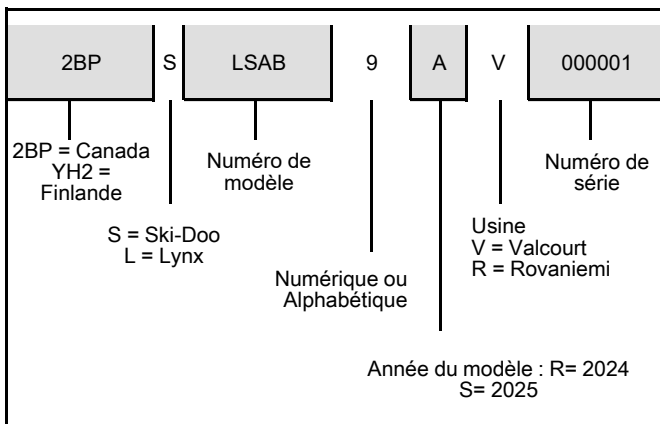 2BP S LSAB 9 A V 000001
2BP = Canada
YH2 =
Finlande
Numéro de
modèle
Numéro de
série
S = Ski-Doo
L = Lynx
Usine
V = Valcourt
R = Rovaniemi
Numérique ou
Alphabétique
Année du modèle : R= 2024
S= 2025